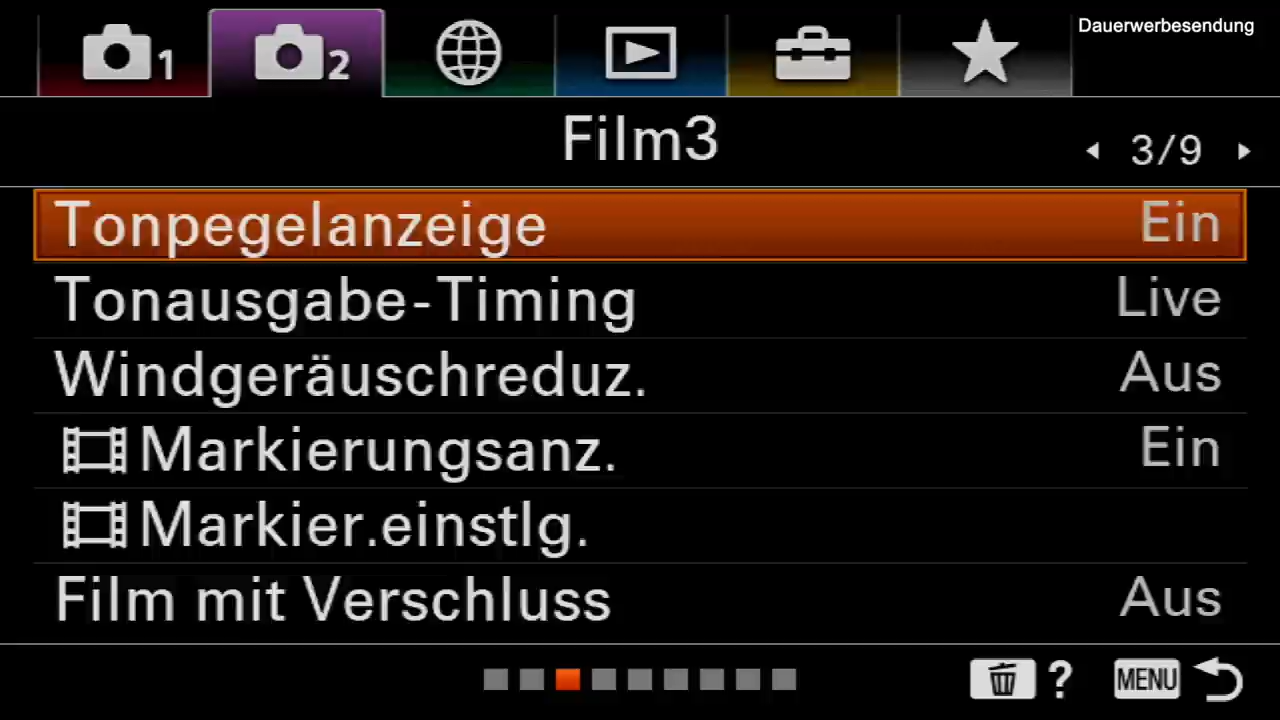 1
2
Dauerwerbesendung
Film3
3/9
Tonpegelanzeige Ein
Tonausgabe-Timing Live
Windgeräuschreduz. Aus
Markierungsanz. Ein
Markier.einstlg.
Film mit Verschluss Aus
? MENU